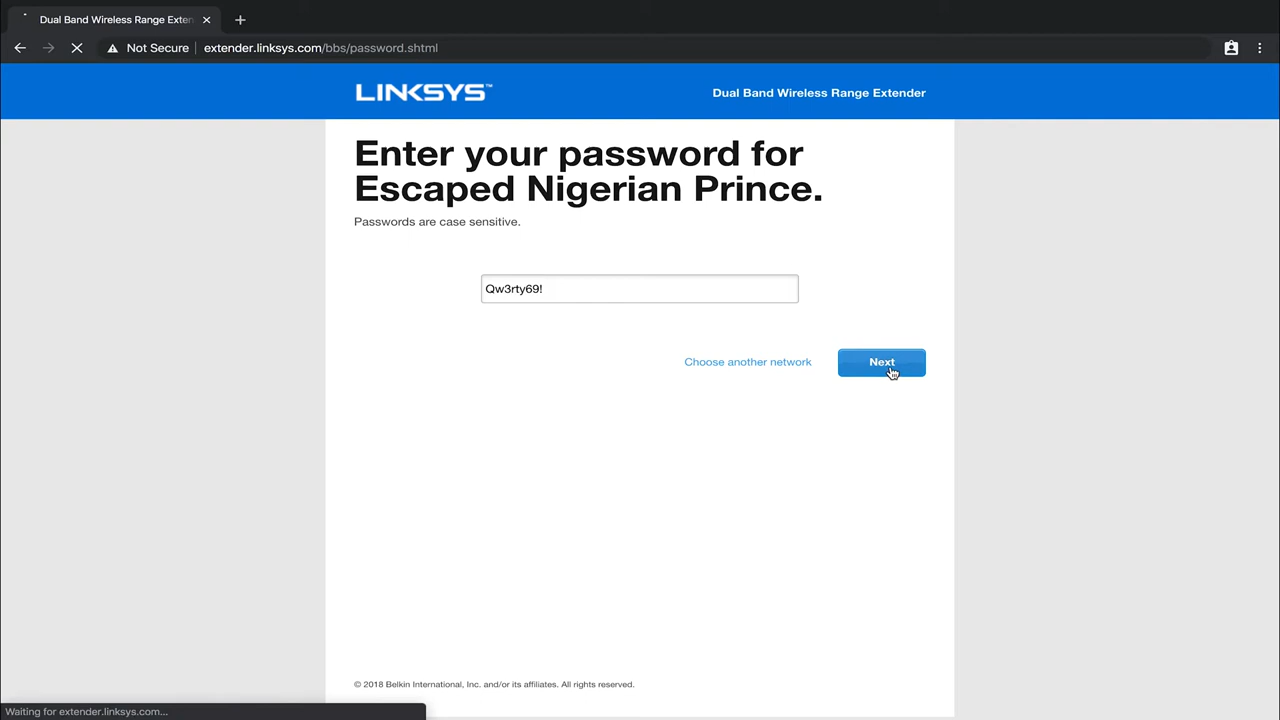 Dual Band Wireless Range Exten
Not Secure extender.linksys.com/bbs/password.shtml
LINKSYS™
Dual Band Wireless Range Extender
Enter your password for
Escaped Nigerian Prince.
Passwords are case sensitive.
Qw3rty69!
Choose another network
Next
© 2018 Belkin International, Inc. and/or its affiliates. All rights reserved.
Waiting for extender.linksys.com...